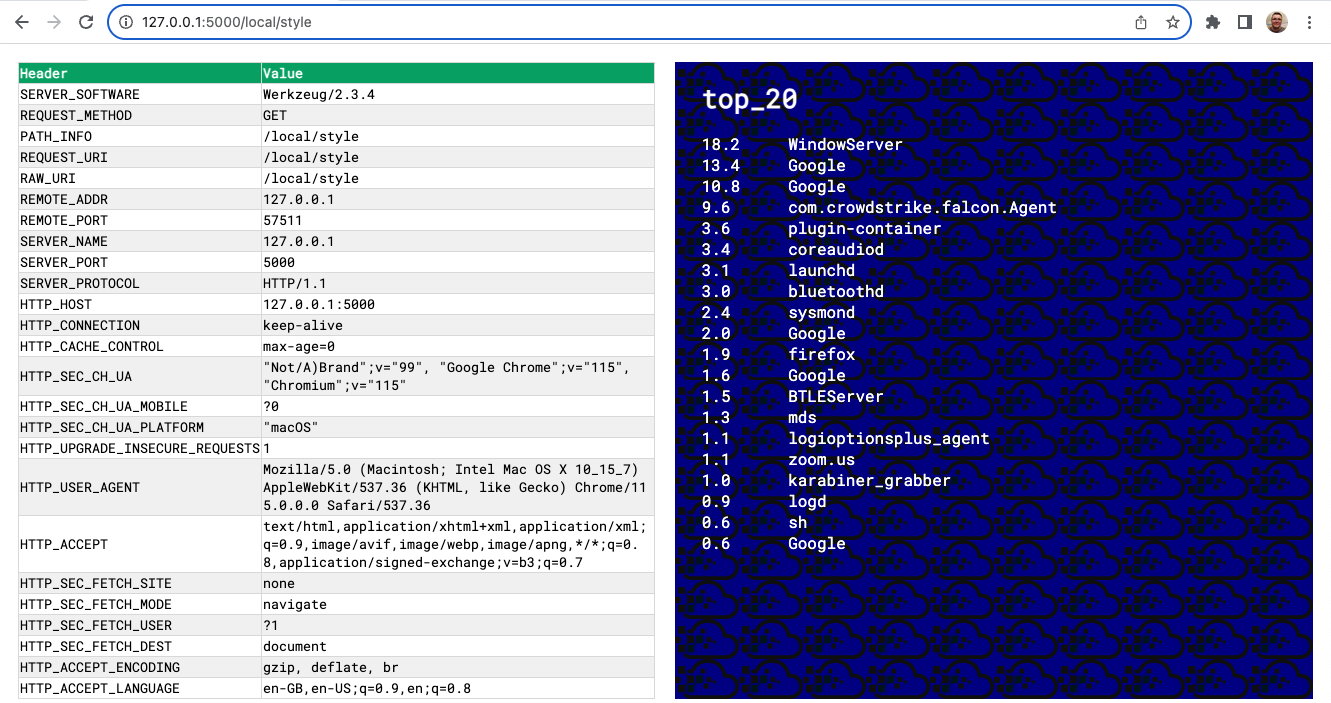 127.0.0.1:5000/local/style
Header Value
SERVER_SOFTWARE Werkzeug/2.3.4
REQUEST_METHOD GET
PATH_INFO /local/style
REQUEST_URI /local/style
RAW_URI /local/style
REMOTE_ADDR 127.0.0.1
REMOTE_PORT 57511
SERVER_NAME 127.0.0.1
SERVER_PORT 5000
SERVER_PROTOCOL HTTP/1.1
HTTP_HOST 127.0.0.1:5000
HTTP_CONNECTION keep-alive
HTTP_CACHE_CONTROL max-age=0
HTTP_SEC_CH_UA "Not/A)Brand";v="99", "Google Chrome";v="115",
"Chromium";v="115"
HTTP_SEC_CH_UA_MOBILE ?0
HTTP_SEC_CH_UA_PLATFORM "macOS"
HTTP_UPGRADE_INSECURE_REQUESTS 1
HTTP_USER_AGENT Mozilla/5.0 (Macintosh; Intel Mac OS X 10_15_7)
AppleWebKit/537.36 (KHTML, like Gecko) Chrome/11
5.0.0.0 Safari/537.36
HTTP_ACCEPT text/html,application/xhtml+xml,application/xml;
q=0.9,image/avif,image/webp,image/apng,*/*;q=0.
8,application/signed-exchange;v=b3;q=0.7
HTTP_SEC_FETCH_SITE none
HTTP_SEC_FETCH_MODE navigate
HTTP_SEC_FETCH_USER ?1
HTTP_SEC_FETCH_DEST document
HTTP_ACCEPT_ENCODING gzip, deflate, br
HTTP_ACCEPT_LANGUAGE en-GB,en-US;q=0.9,en;q=0.8
top_20
18.2 WindowServer
13.4 Google
10.8 Google
9.6 com.crowdstrike.falcon.Agent
3.6 plugin-container
3.4 coreaudiod
3.1 launchd
3.0 bluetoothd
2.4 sysmond
2.0 Google
1.9 firefox
1.6 Google
1.5 BTLEServer
1.3 mds
1.1 logioptionsplus_agent
1.1 zoom.us
1.0 karabiner_grabber
0.9 logd
0.6 sh
0.6 Google